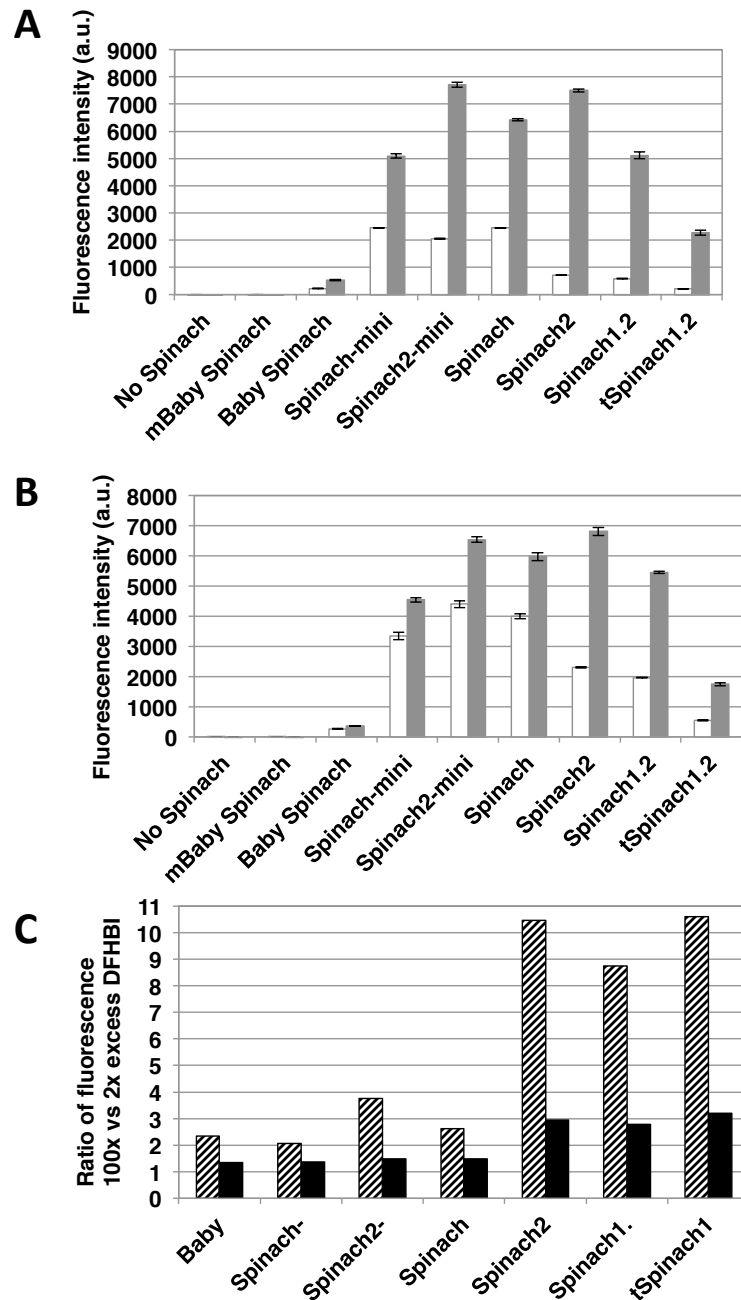 A
Fluorescence intensity (a.u.)
9000
8000
7000
6000
5000
4000
3000
2000
1000
0
No Spinach
mBaby Spinach
Baby Spinach
Spinach-mini
Spinach2-mini
Spinach
Spinach2
Spinach1.2
tSpinach1.2
B
Fluorescence intensity (a.u.)
8000
7000
6000
5000
4000
3000
2000
1000
0
No Spinach
mBaby Spinach
Baby Spinach
Spinach-mini
Spinach2-mini
Spinach
Spinach2
Spinach1.2
tSpinach1.2
C
Ratio of fluorescence
100x vs 2x excess DFHBI
11
10
9
8
7
6
5
4
3
2
1
0
Baby
Spinach-
Spinach2-
Spinach
Spinach2
Spinach1.
tSpinach1